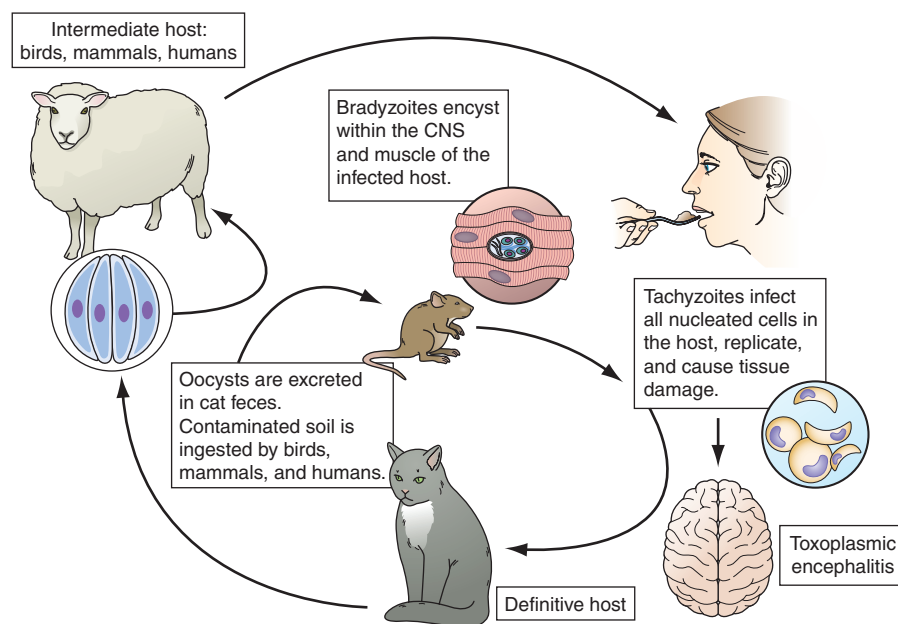 Intermediate host:
birds, mammals, humans
Bradyzoites encyst
within the CNS
and muscle of the
infected host.
Tachyzoites infect
all nucleated cells in
the host, replicate,
and cause tissue
damage.
Oocysts are excreted
in cat feces.
Contaminated soil is
ingested by birds,
mammals, and humans.
Toxoplasmic
encephalitis
Definitive host